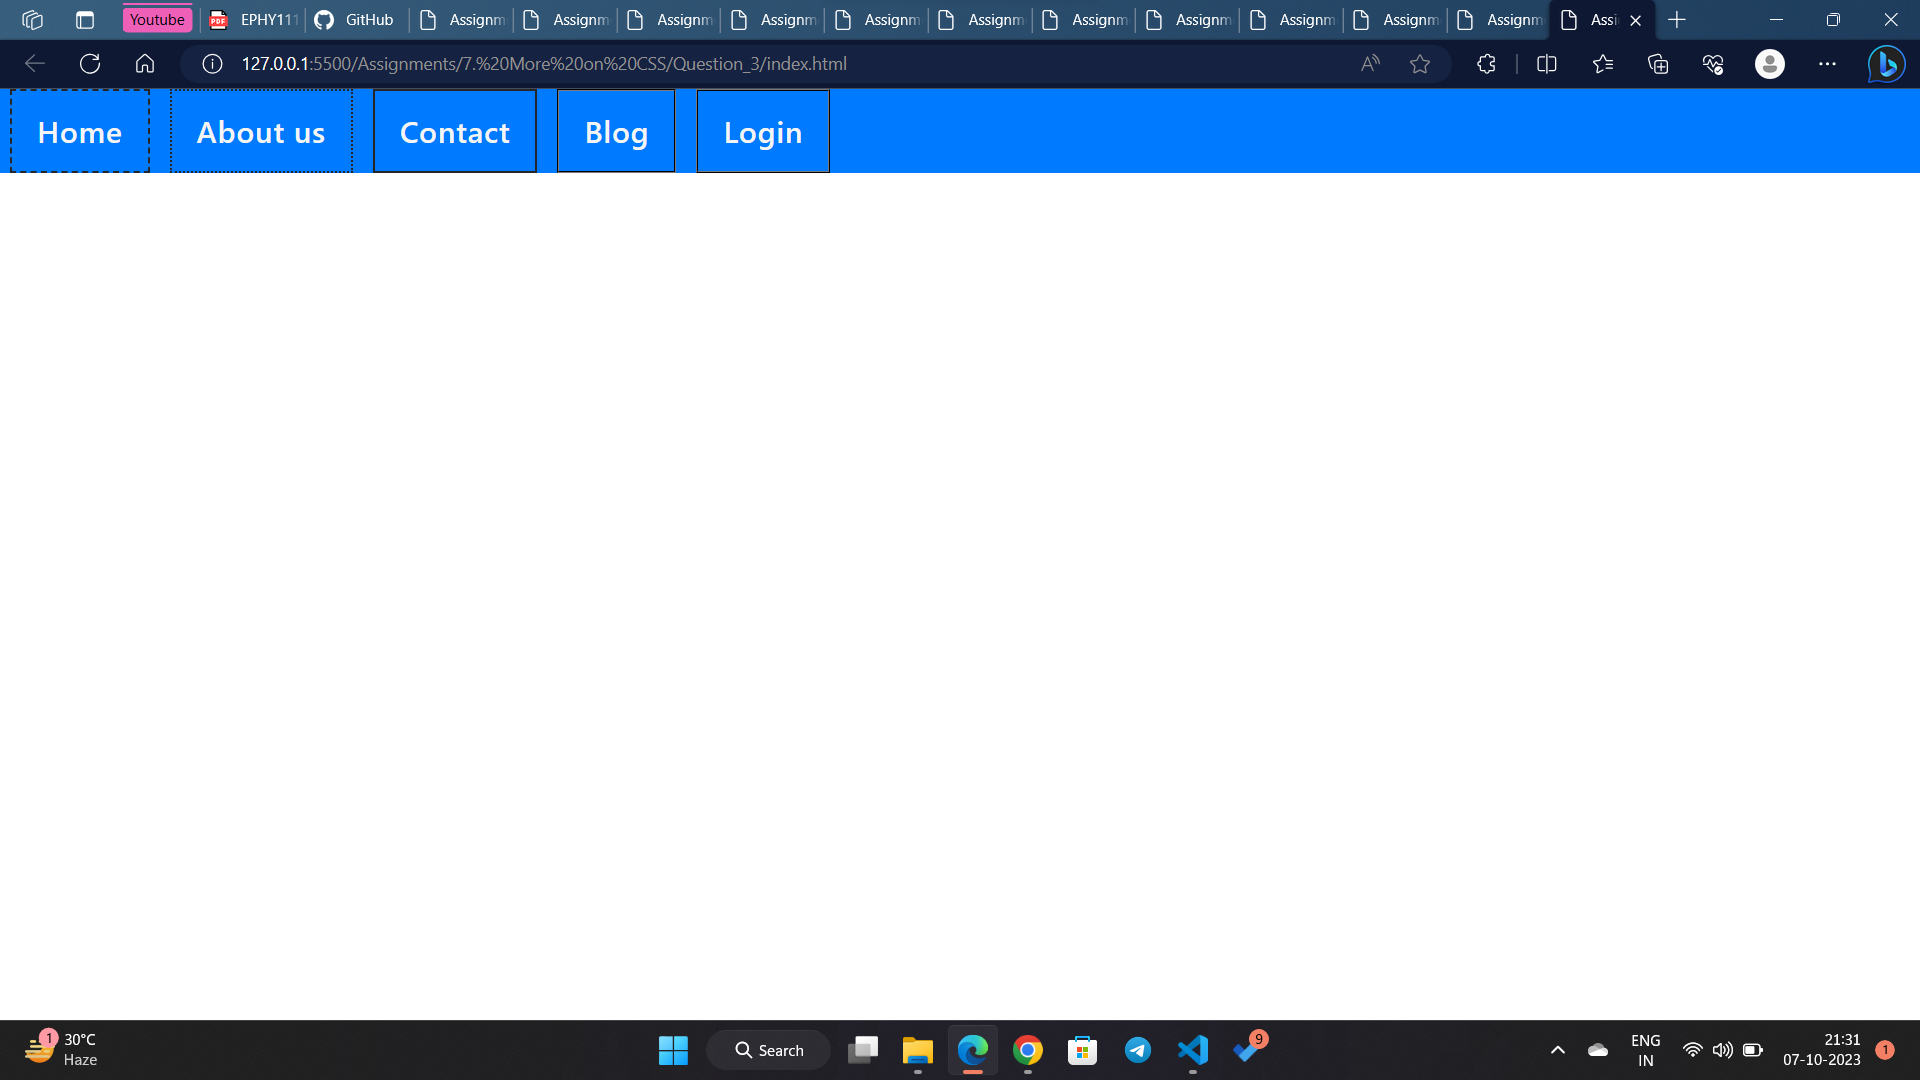 Youtube EPHY111 GitHub Assignm Assignm Assignm Assignm Assignm Assignm Assignm Assignm Assignm Assignm Assignm Assi
127.0.0.1:5500/Assignments/7.%20More%20on%20CSS/Question_3/index.html
Home About us Contact Blog Login
1 30°C
Haze
Search
9
ENG
IN
21:31
07-10-2023
1